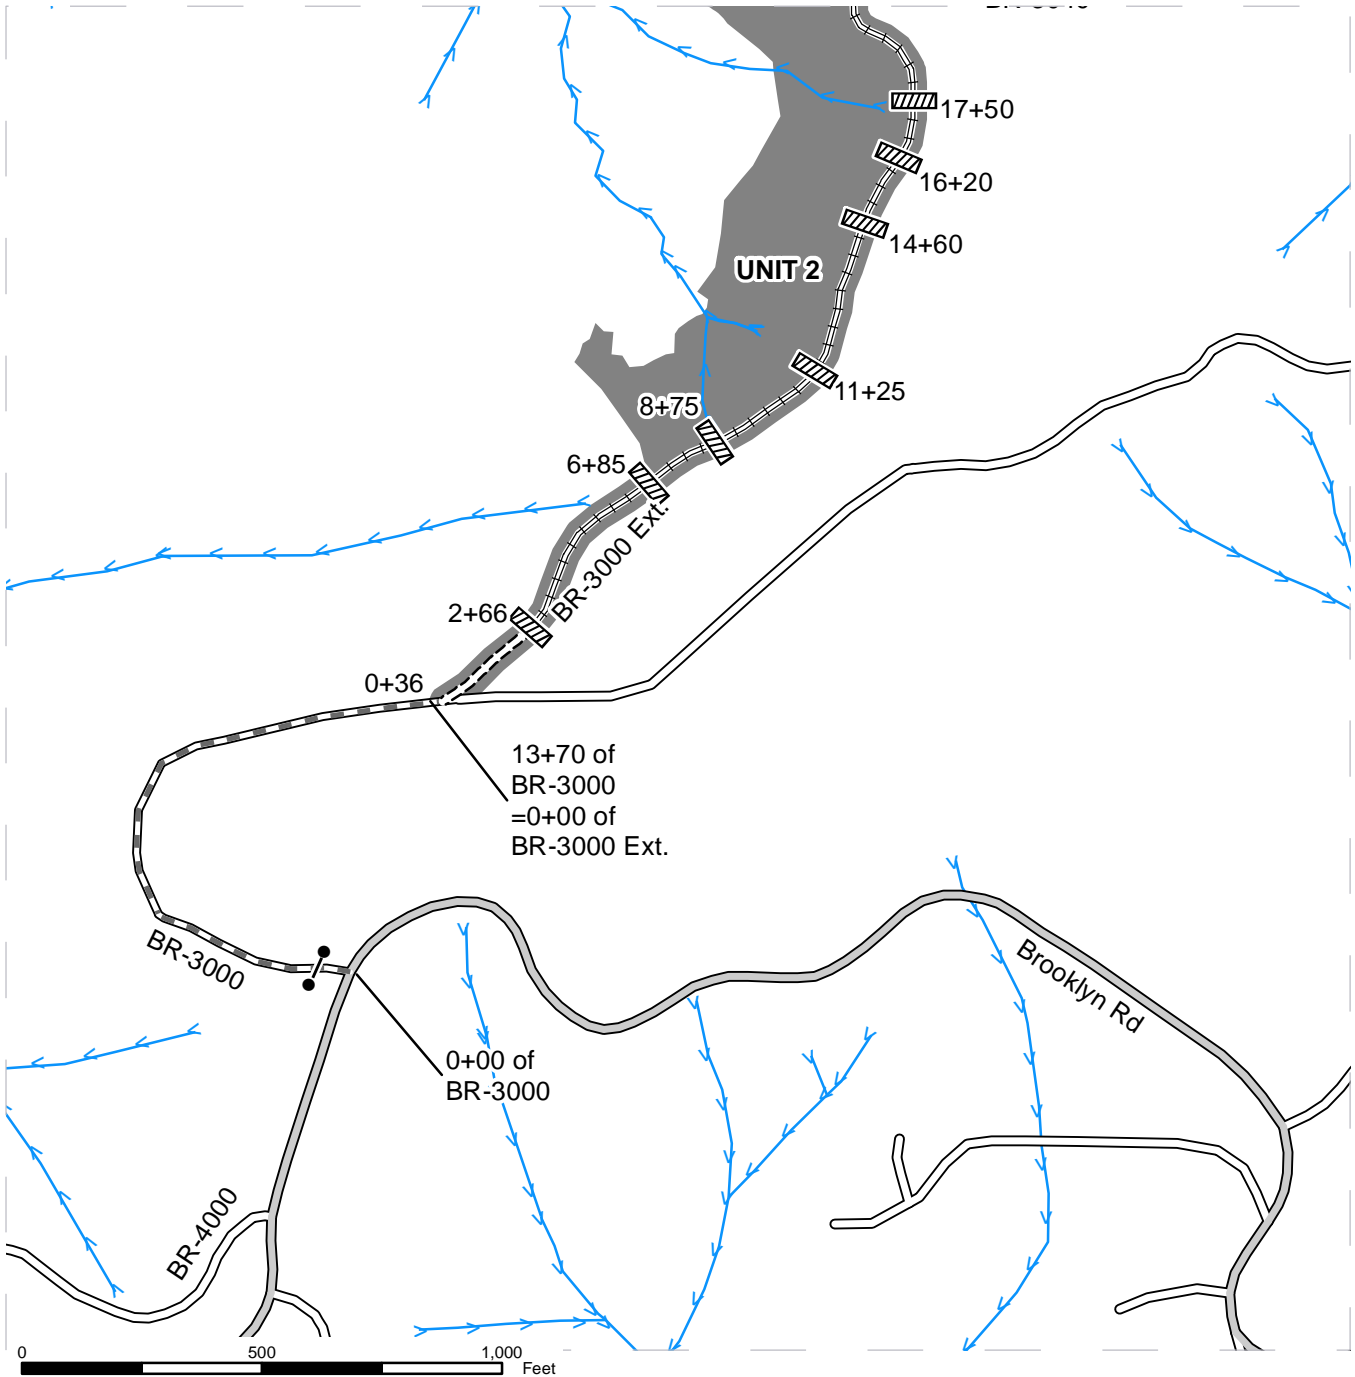 17+50
16+20
14+60
UNIT 2
11+25
8+75
6+85
BR-3000 Ext.
2+66
0+36
13+70 of
BR-3000
=0+00 of
BR-3000 Ext.
BR-3000
Brooklyn Rd
0+00 of
BR-3000
BR-4000
0 500 1,000
Feet